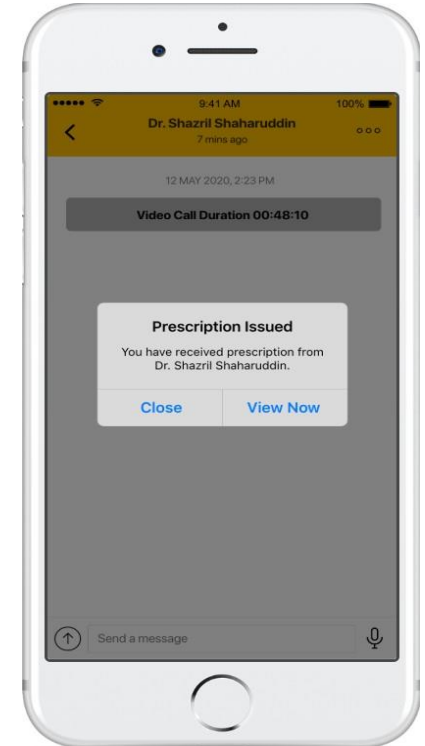 9:41 AM
100%
Dr. Shazril Shaharuddin
7 mins ago
12 MAY 2020, 2:23 PM
Video Call Duration 00:48:10
Prescription Issued
You have received prescription from
Dr. Shazril Shaharuddin.
Close
View Now
Send a message